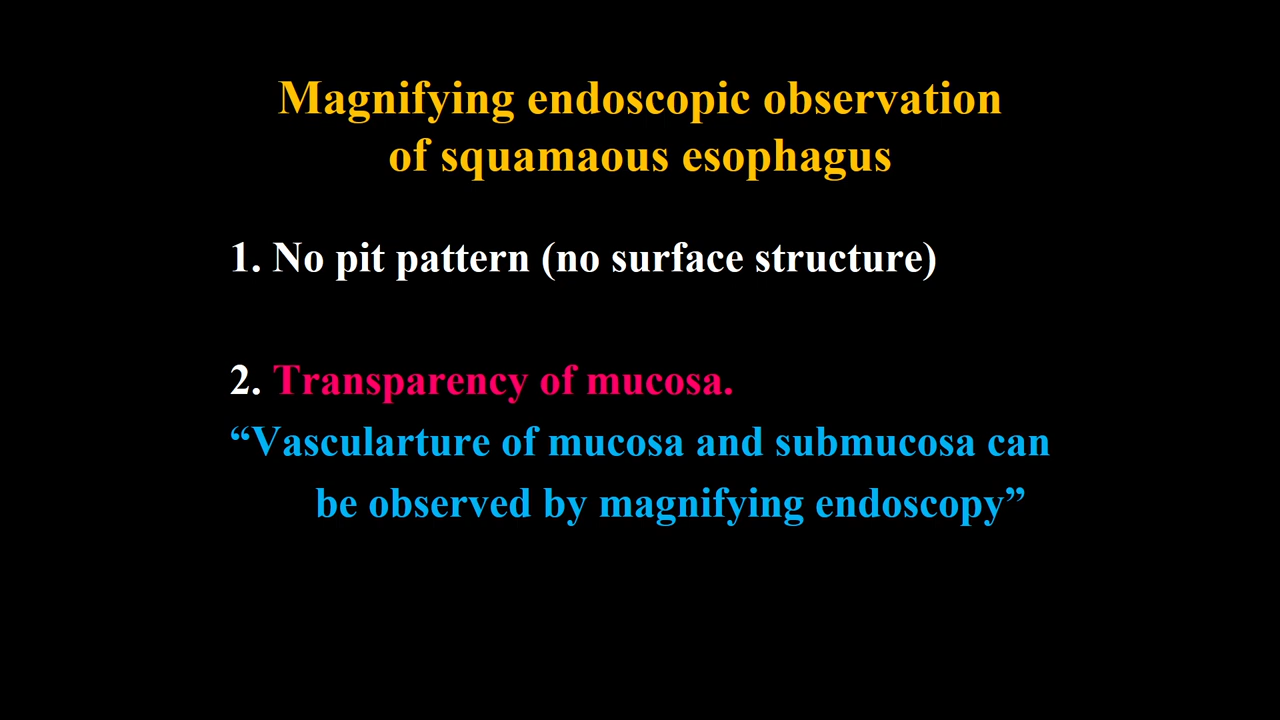 Magnifying endoscopic observation
of squamaous esophagus
1. No pit pattern (no surface structure)
2. Transparency of mucosa.
“Vascularture of mucosa and submucosa can
be observed by magnifying endoscopy”